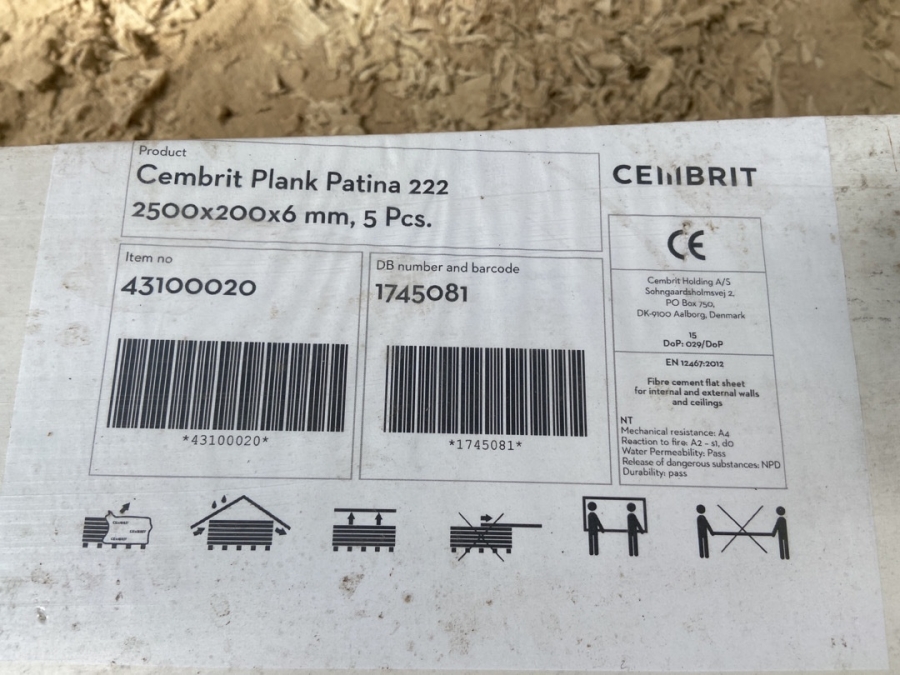 Product
Cembrit Plank Patina 222
2500x200x6 mm, 5 Pcs.
CEMBRIT
Item no
43100020
*43100020*
DB number and barcode
1745081
*1745081*
CE
Cembrit Holding A/S
Sohngaardsholmsvej 2,
PO Box 750,
DK-9100 Aalborg, Denmark
15
DoP: 029/DoP
EN 12467:2012
Fibre cement flat sheet
for internal and external walls
and ceilings
NT
Mechanical resistance: A4
Reaction to fire: A2 - s1, d0
Water Permeability: Pass
Release of dangerous substances: NPD
Durability: pass
CEMBRIT
CEMBRIT
CEMBRIT